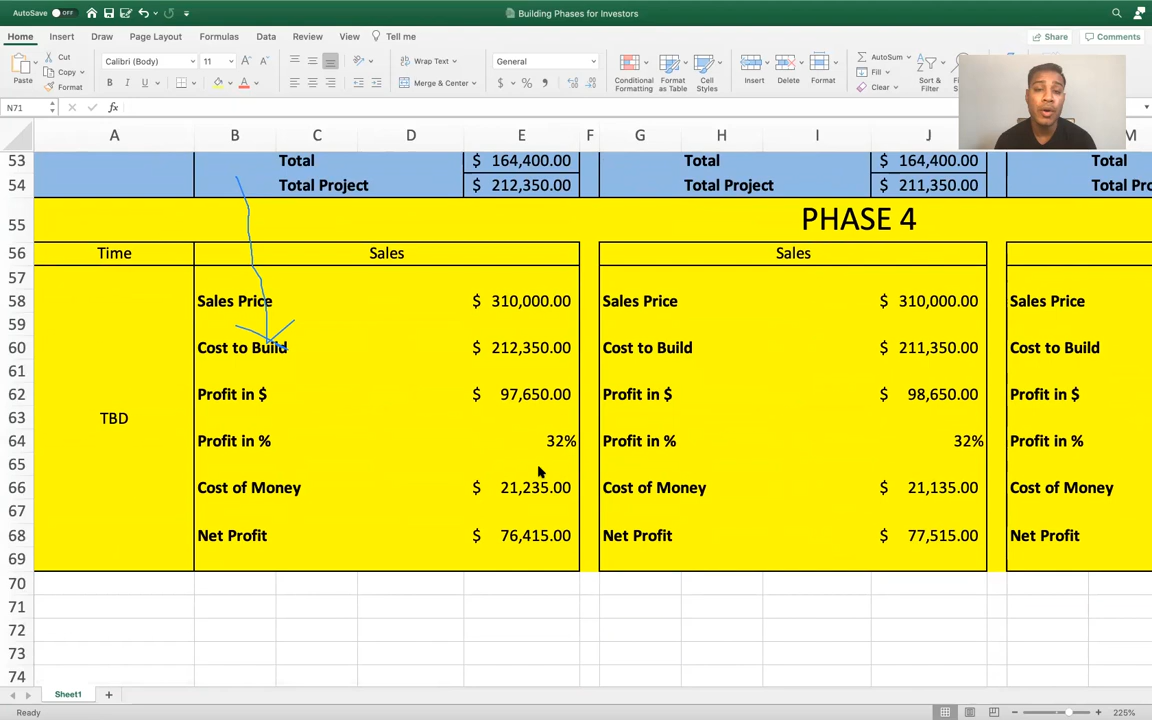 AutoSave OFF
Building Phases for Investors
Home Insert Draw Page Layout Formulas Data Review View Tell me Share Comments
Paste Cut Copy Format Calibri (Body) 11 A A B I U A Wrap Text Merge & Center General $ % Conditional Formatting Format as Table Cell Styles Insert Delete Format AutoSum Fill Clear Sort & Filter
N71 fx
A B C D E F G H I J M
53 Total $ 164,400.00 Total $ 164,400.00 Total
54 Total Project $ 212,350.00 Total Project $ 211,350.00 Total Pro
55 PHASE 4
56 Time Sales Sales
57
58 Sales Price $ 310,000.00 Sales Price $ 310,000.00 Sales Price
59
60 Cost to Build $ 212,350.00 Cost to Build $ 211,350.00 Cost to Build
61
62 Profit in $ $ 97,650.00 Profit in $ $ 98,650.00 Profit in $
63 TBD
64 Profit in % 32% Profit in % 32% Profit in %
65
66 Cost of Money $ 21,235.00 Cost of Money $ 21,135.00 Cost of Money
67
68 Net Profit $ 76,415.00 Net Profit $ 77,515.00 Net Profit
69
70
71
72
73
74
Sheet1 +
Ready 225%